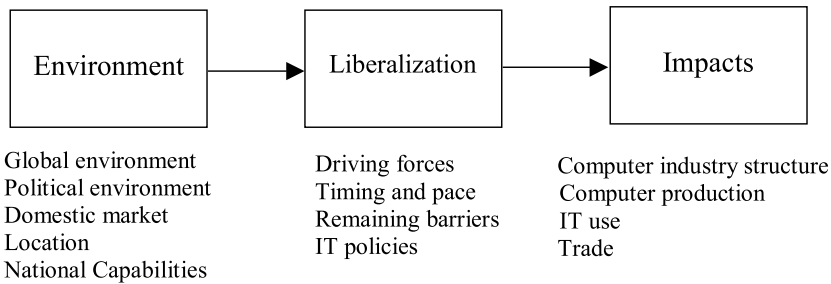 Environment
Liberalization
Impacts
Global environment
Political environment
Domestic market
Location
National Capabilities
Driving forces
Timing and pace
Remaining barriers
IT policies
Computer industry structure
Computer production
IT use
Trade